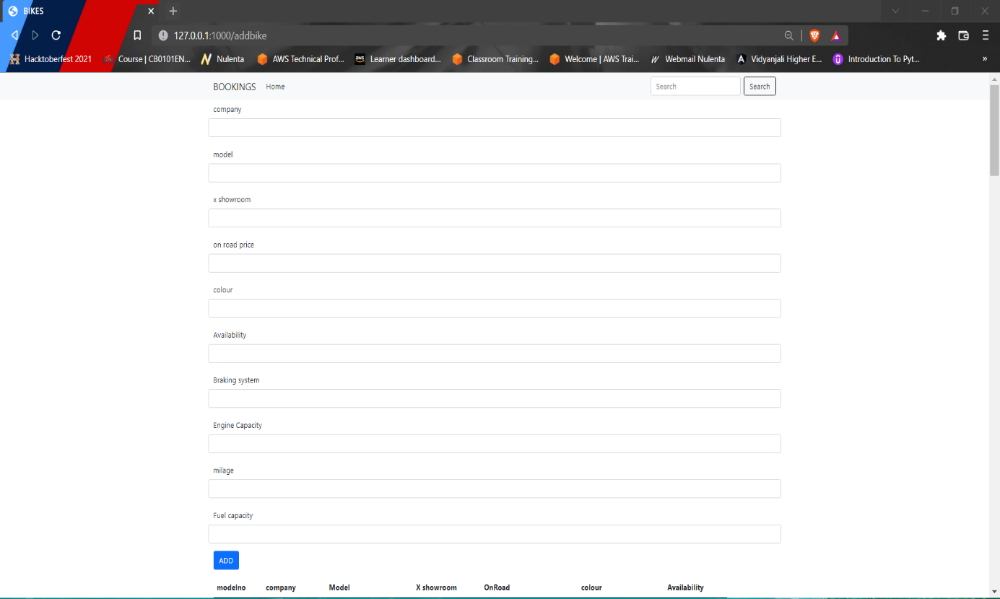 BIKES
127.0.0.1:1000/addbike
Hacktoberfest 2021 Course | CB0101EN... Nulenta AWS Technical Prof... aws Learner dashboard... Classroom Training... Welcome | AWS Trai... Webmail Nulenta Vidyanjali Higher E... Introduction To Pyt... »
BOOKINGS Home Search Search
company
model
x showroom
on road price
colour
Availability
Braking system
Engine Capacity
milage
Fuel capacity
ADD
modelno company Model X showroom OnRoad colour Availability